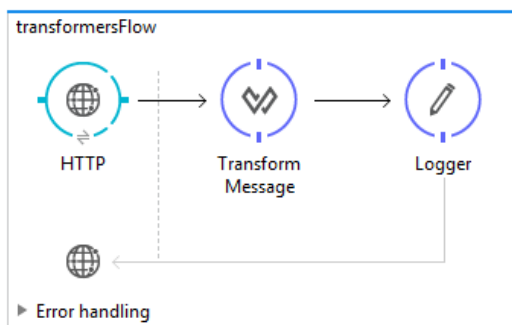 transformersFlow
HTTP
Transform
Message
Logger
Error handling